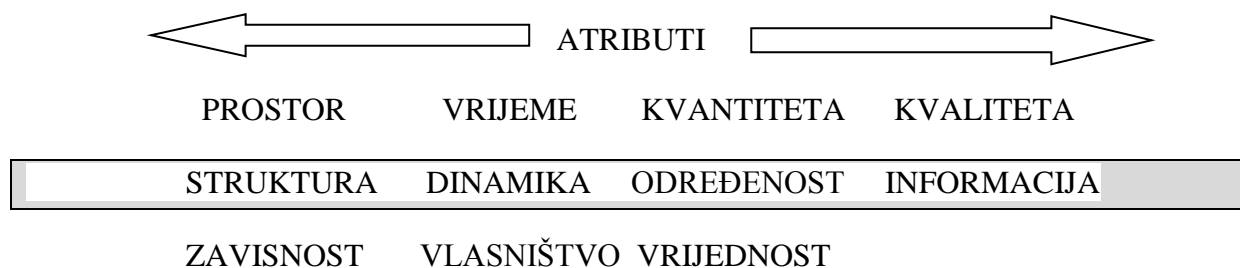 ATRIBUTI
PROSTOR VRIJEME KVANTITETA KVALITETA
STRUKTURA DINAMIKA ODREĐENOST INFORMACIJA
ZAVISNOST VLASNIŠTVO VRIJEDNOST